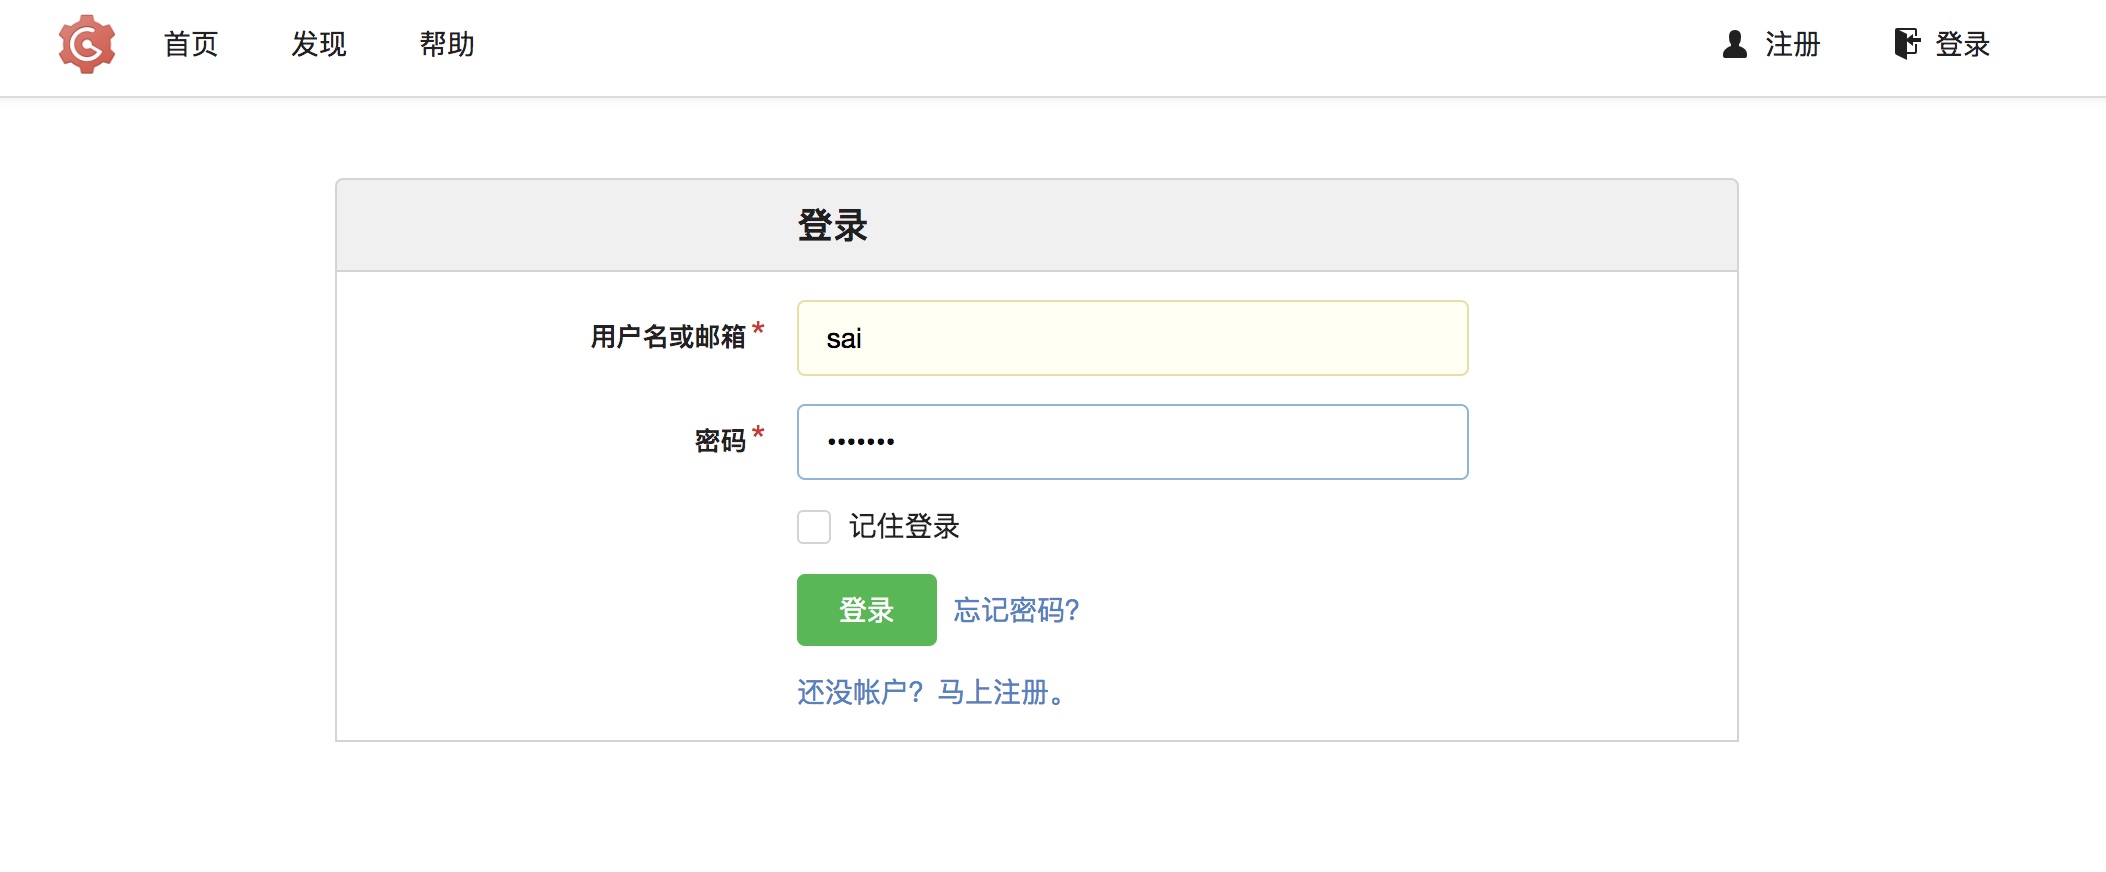 首页 发现 帮助 注册 登录
登录
用户名或邮箱* sai
密码* •••••••
记住登录
登录 忘记密码?
还没帐户？马上注册。